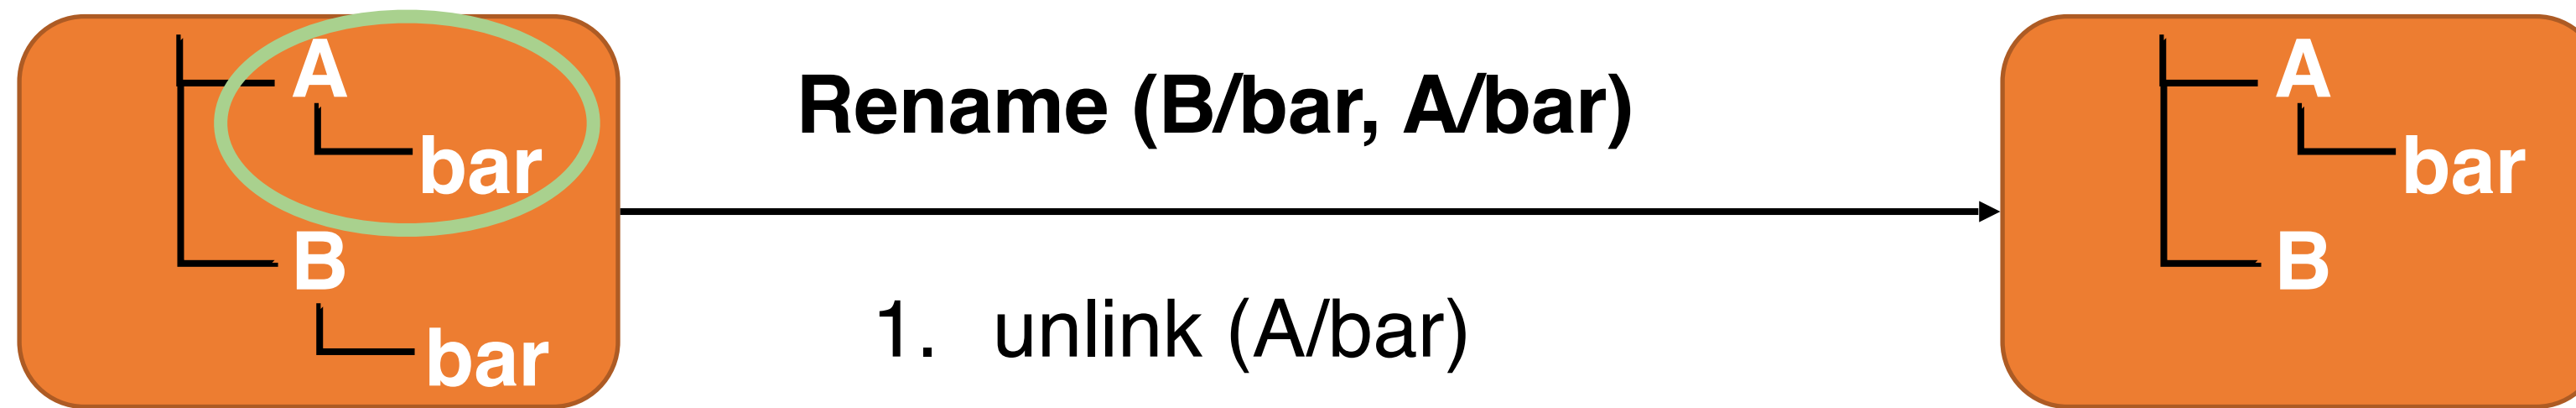 A
bar
B
bar
Rename (B/bar, A/bar)
1. unlink (A/bar)
A
bar
B